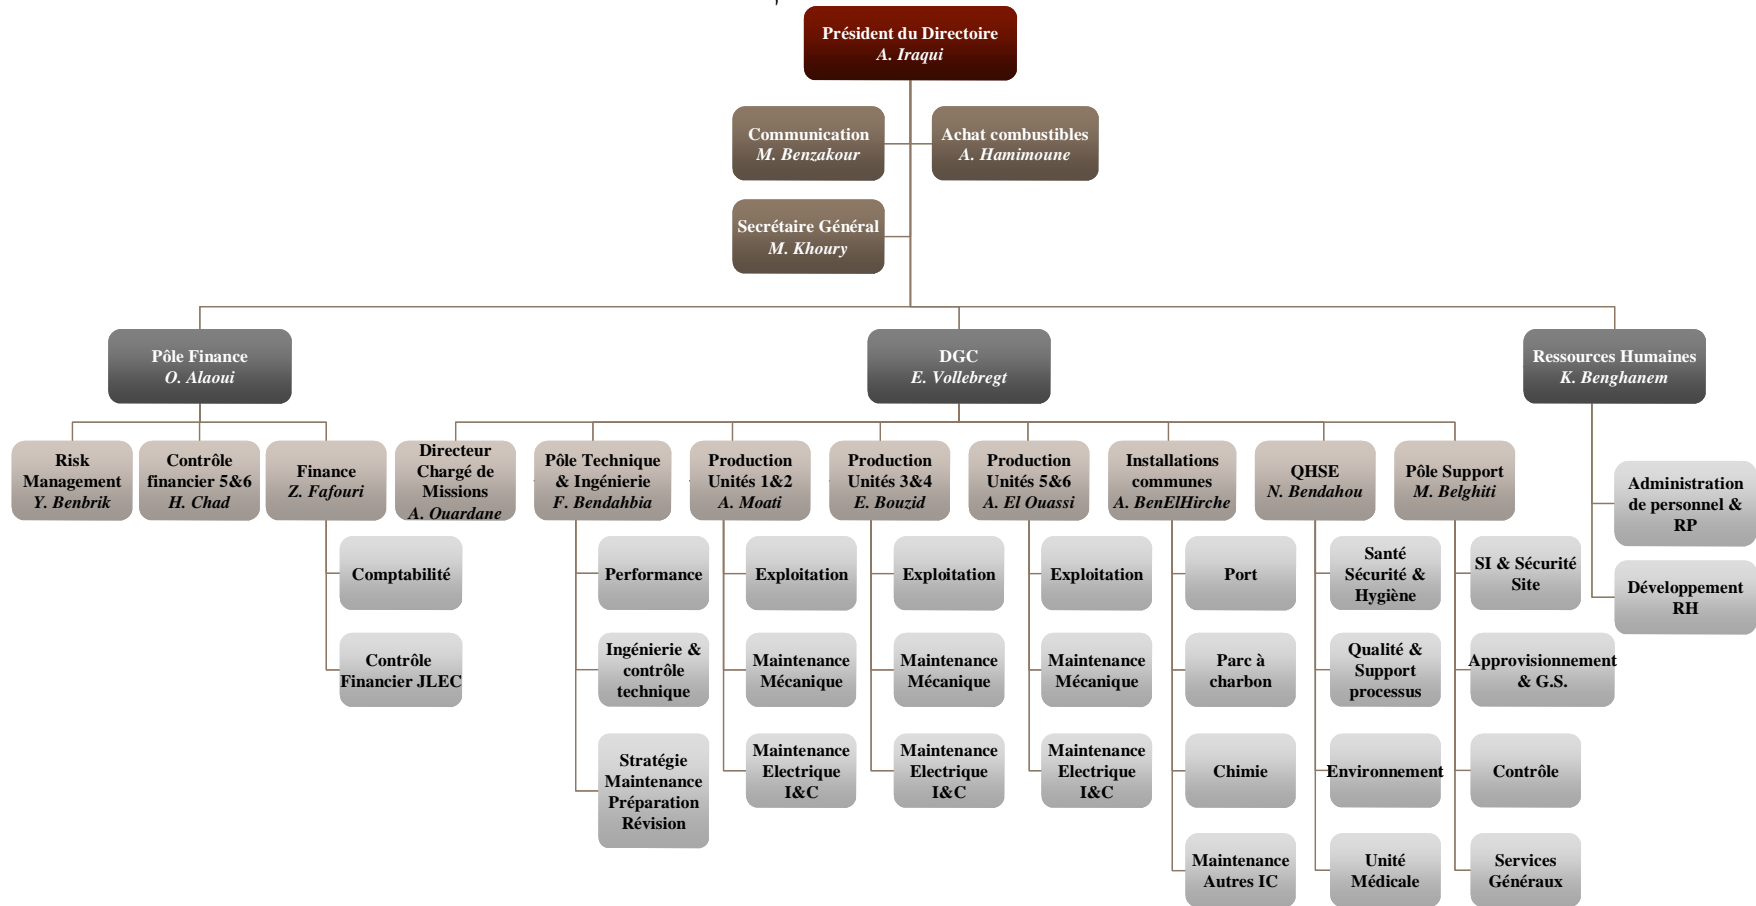 Président du Directoire
A. Iraqui
Communication
M. Benzakour
Achat combustibles
A. Hamimoune
Secrétaire Général
M. Khoury
Pôle Finance
O. Alaoui
DGC
E. Vollebregt
Ressources Humaines
K. Benghanem
Risk
Management
Y. Benbrik
Contrôle
financier 5&6
H. Chad
Finance
Z. Fafouri
Directeur
Chargé de
Missions
A. Ouardane
Pôle Technique
& Ingénierie
F. Bendahbia
Production
Unités 1&2
A. Moati
Production
Unités 3&4
E. Bouzid
Production
Unités 5&6
A. El Ouassi
Installations
communes
A. BenElHirche
QHSE
N. Bendahou
Pôle Support
M. Belghiti
Administration
de personnel &
RP
Développement
RH
Comptabilité
Contrôle
Financier JLEC
Performance
Ingénierie &
contrôle
technique
Stratégie
Maintenance
Préparation
Révision
Exploitation
Maintenance
Mécanique
Maintenance
Electrique
I&C
Exploitation
Maintenance
Mécanique
Maintenance
Electrique
I&C
Exploitation
Maintenance
Mécanique
Maintenance
Electrique
I&C
Port
Parc à
charbon
Chimie
Maintenance
Autres IC
Santé
Sécurité &
Hygiène
Qualité &
Support
processus
Environnement
Unité
Médicale
SI & Sécurité
Site
Approvisionnement
& G.S.
Contrôle
Services
Généraux